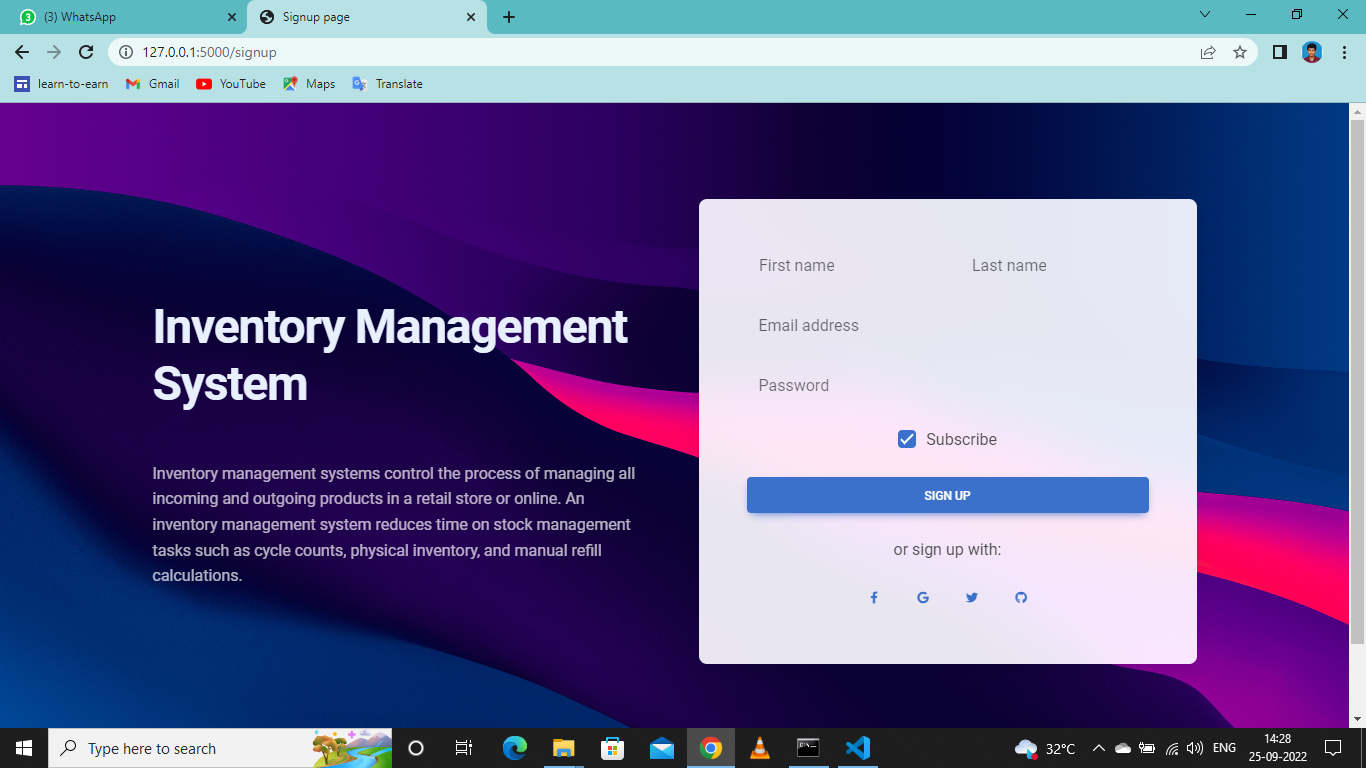 (3) WhatsApp
Signup page
127.0.0.1:5000/signup
learn-to-earn
Gmail
YouTube
Maps
Translate
Inventory Management
System
Inventory management systems control the process of managing all
incoming and outgoing products in a retail store or online. An
inventory management system reduces time on stock management
tasks such as cycle counts, physical inventory, and manual refill
calculations.
First name
Last name
Email address
Password
Subscribe
SIGN UP
or sign up with:
Type here to search
32°C
ENG
14:28
25-09-2022